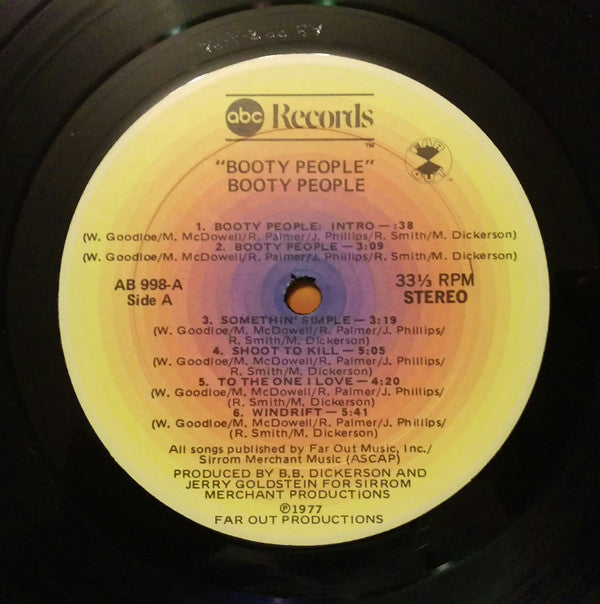 abc Records
TM
"BOOTY PEOPLE"
BOOTY PEOPLE
FAR OUT
1. BOOTY PEOPLE: INTRO — :38
(W. Goodloe/M. McDowell/R. Palmer/J. Phillips/R. Smith/M. Dickerson)
2. BOOTY PEOPLE — 3:09
(W. Goodloe/M. McDowell/R. Palmer/J. Phillips/R. Smith/M. Dickerson)
AB 998-A
Side A
33⅓ RPM
STEREO
3. SOMETHIN' SIMPLE — 3:19
(W. Goodloe/M. McDowell/R. Palmer/J. Phillips/
R. Smith/M. Dickerson)
4. SHOOT TO KILL — 5:05
(W. Goodloe/M. McDowell/R. Palmer/J. Phillips/
R. Smith/M. Dickerson)
5. TO THE ONE I LOVE — 4:20
(W. Goodloe/M. McDowell/R. Palmer/J. Phillips/
(R. Smith/M. Dickerson)
6. WINDRIFT — 5:41
(W. Goodloe/M. McDowell/R. Palmer/J. Phillips/
(R. Smith/M. Dickerson)
All songs published by Far Out Music, Inc./
Sirrom Merchant Music (ASCAP)
PRODUCED BY B.B. DICKERSON AND
JERRY GOLDSTEIN FOR SIRROM
MERCHANT PRODUCTIONS
℗1977
FAR OUT PRODUCTIONS